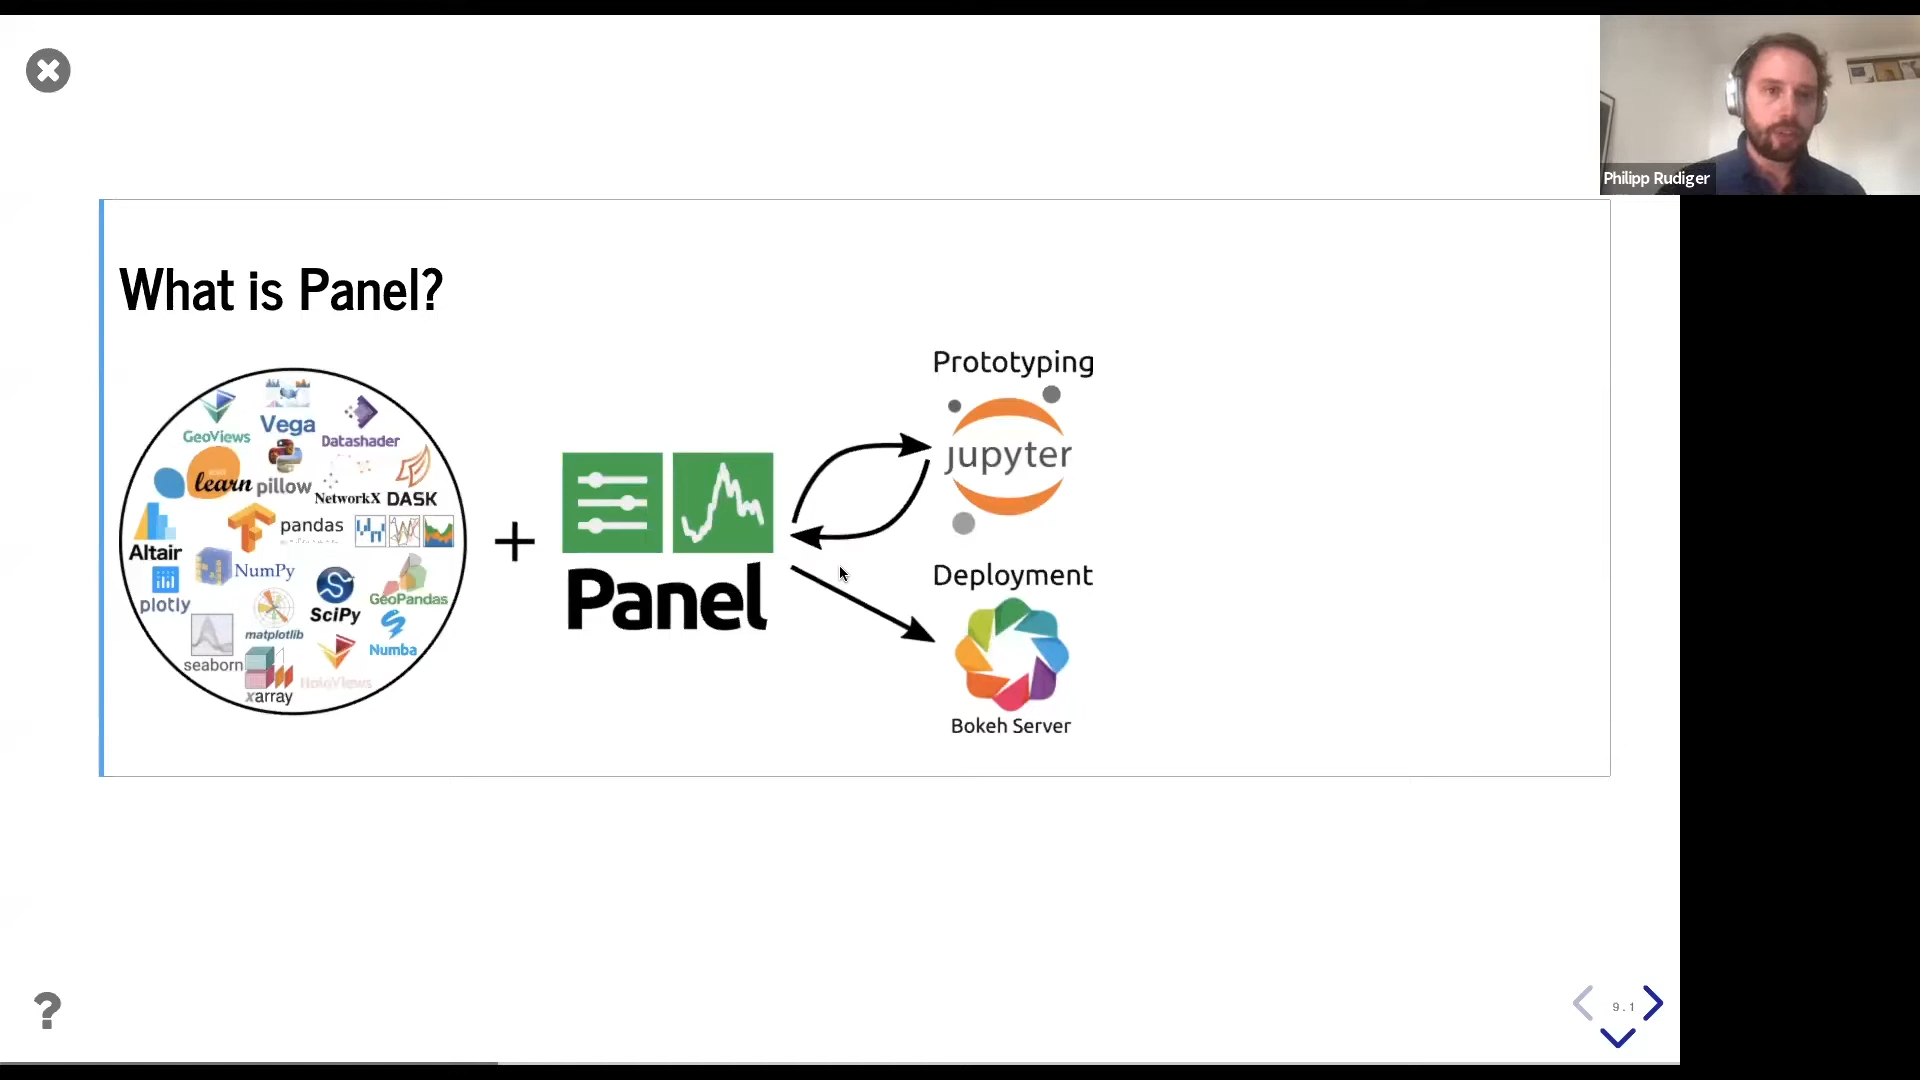 Philipp Rudiger
What is Panel?
Prototyping
GeoViews
Vega
Datashader
learn
pillow
NetworkX
DASK
jupyter
Altair
pandas
NumPy
plotly
SciPy
GeoPandas
matplotlib
seaborn
Numba
xarray
HoloViews
+
Panel
Deployment
Bokeh Server
?
9.1